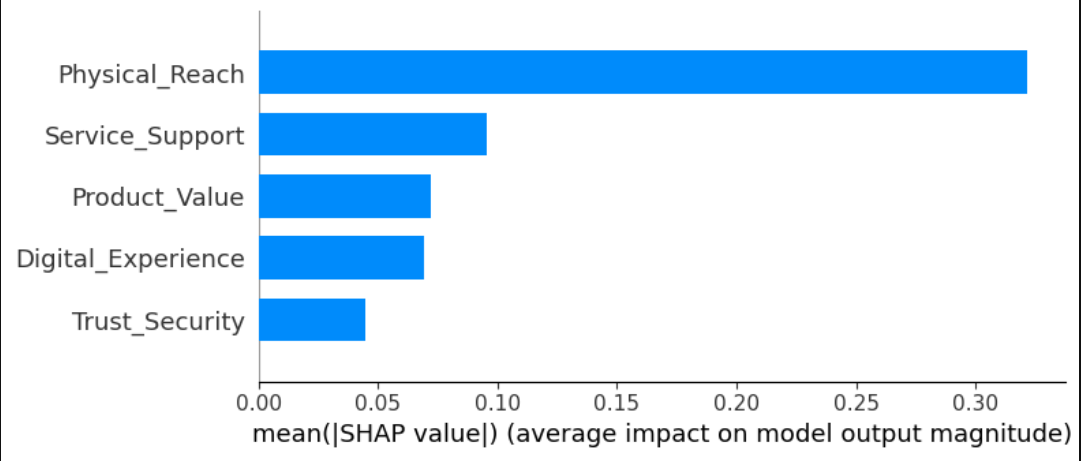 Physical_Reach
Service_Support
Product_Value
Digital_Experience
Trust_Security
0.00 0.05 0.10 0.15 0.20 0.25 0.30
mean(|SHAP value|) (average impact on model output magnitude)